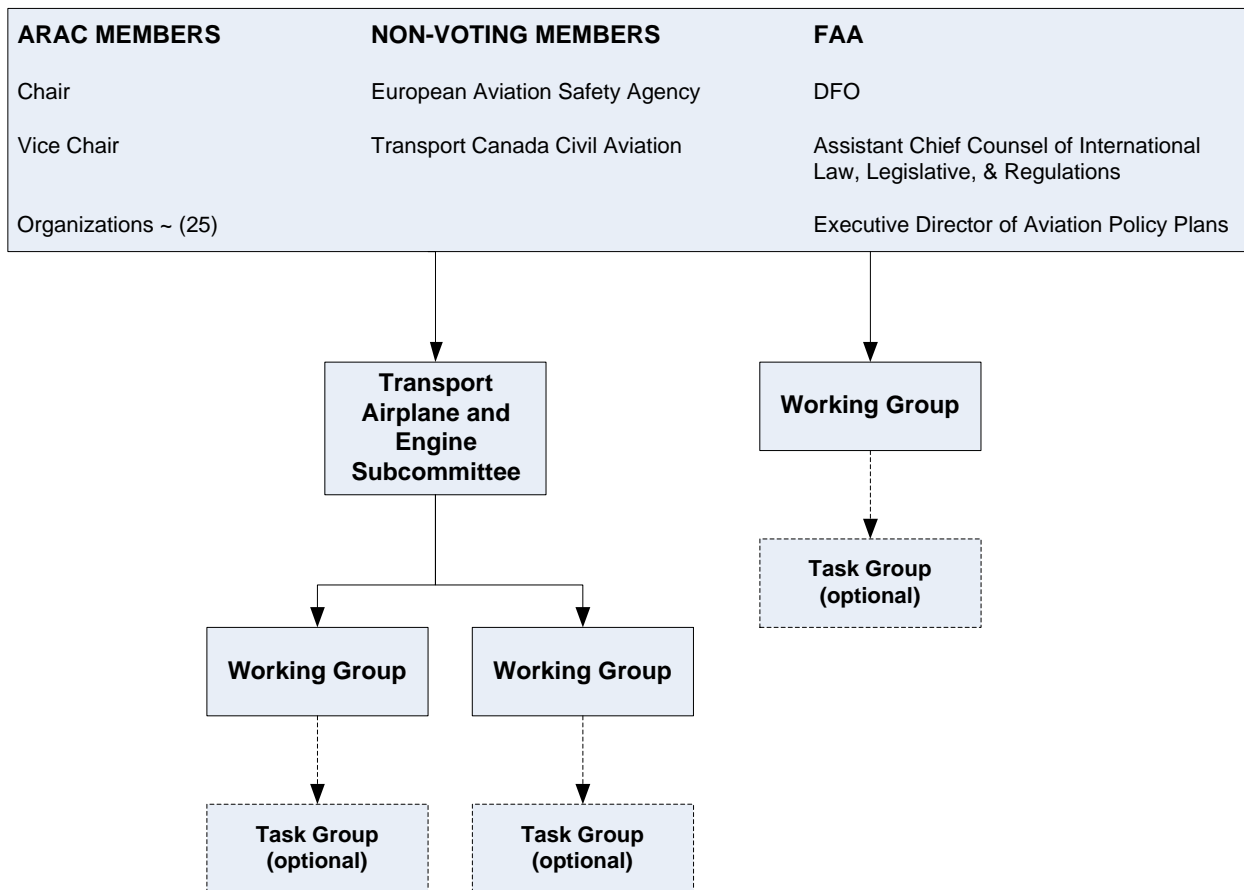 ARAC MEMBERS
NON-VOTING MEMBERS
FAA
Chair
European Aviation Safety Agency
DFO
Vice Chair
Transport Canada Civil Aviation
Assistant Chief Counsel of International
Law, Legislative, & Regulations
Organizations ~ (25)
Executive Director of Aviation Policy Plans
Transport
Airplane and
Engine
Subcommittee
Working Group
Task Group
(optional)
Working Group
Working Group
Task Group
(optional)
Task Group
(optional)